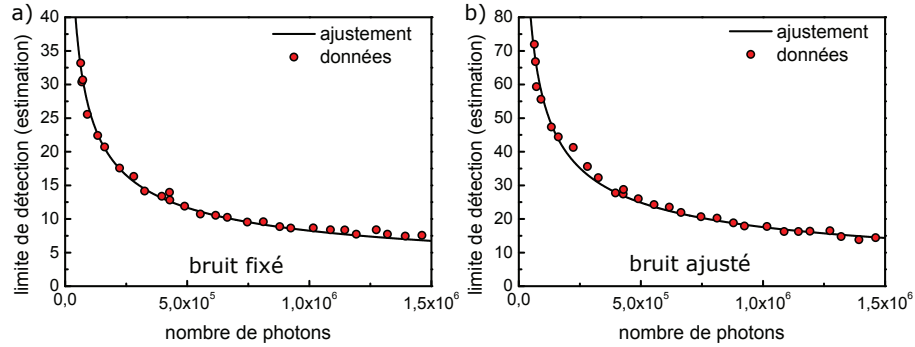 a)
limite de détection (estimation)
40
35
30
25
20
15
10
5
0
ajustement
données
bruit fixé
0,0
5,0x10⁵
1,0x10⁶
1,5x10⁶
nombre de photons
b)
limite de détection (estimation)
80
70
60
50
40
30
20
10
0
ajustement
données
bruit ajusté
0,0
5,0x10⁵
1,0x10⁶
1,5x10⁶
nombre de photons